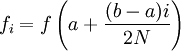 f_i = f\left(a + \frac{(b-a)i}{2N}\right)